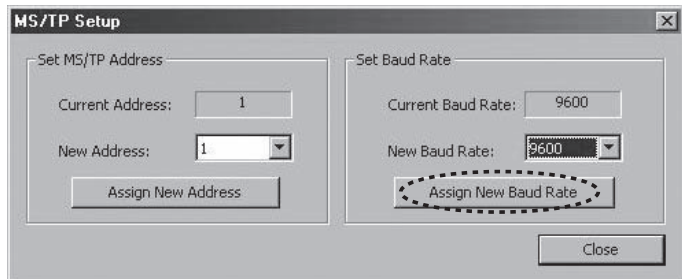 MS/TP Setup
Set MS/TP Address
Current Address: 1
New Address: 1
Assign New Address
Set Baud Rate
Current Baud Rate: 9600
New Baud Rate: 9600
Assign New Baud Rate
Close